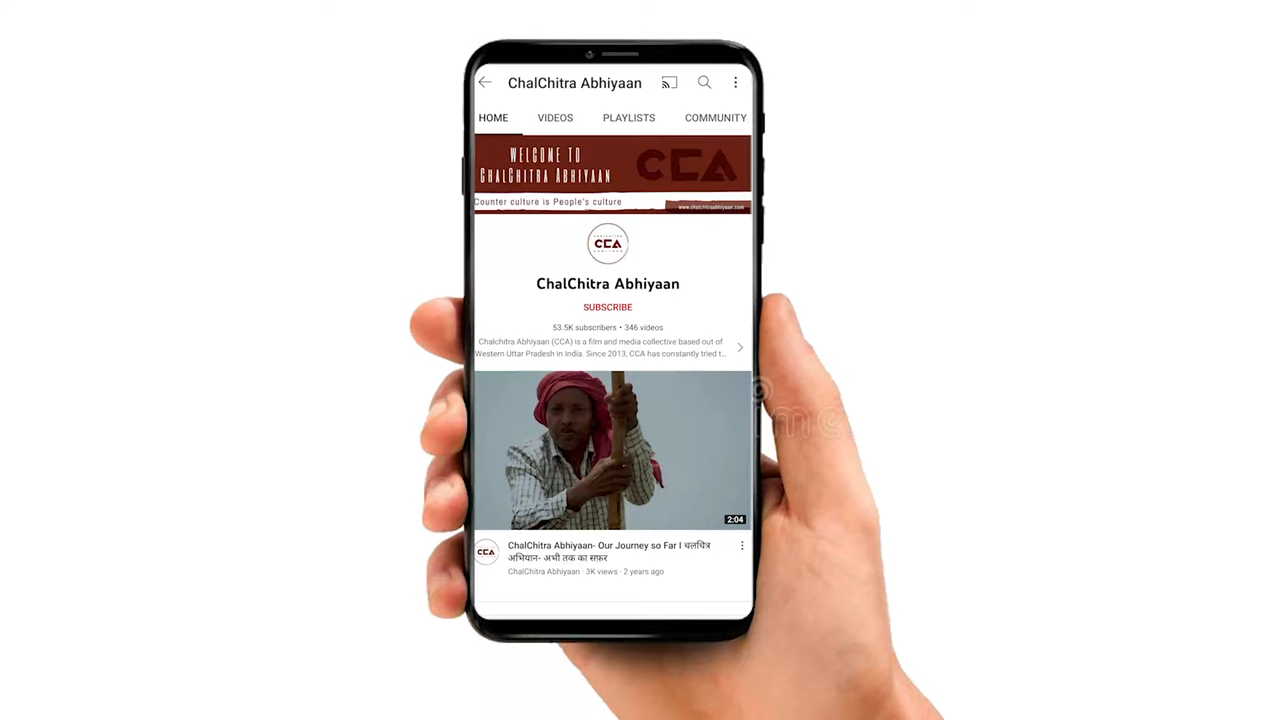 ChalChitra Abhiyaan
HOME VIDEOS PLAYLISTS COMMUNITY
WELCOME TO
CHALCHITRA ABHIYAAN
CCA
Counter culture is People's culture
www.chalchitraabhiyaan.com
CHALCHITRA
CCA
ABHIYAAN
ChalChitra Abhiyaan
SUBSCRIBE
53.5K subscribers • 346 videos
Chalchitra Abhiyaan (CCA) is a film and media collective based out of
Western Uttar Pradesh in India. Since 2013, CCA has constantly tried t...
2:04
CCA
ChalChitra Abhiyaan- Our Journey so Far I चलचित्र
अभियान- अभी तक का सफ़र
ChalChitra Abhiyaan · 3K views · 2 years ago